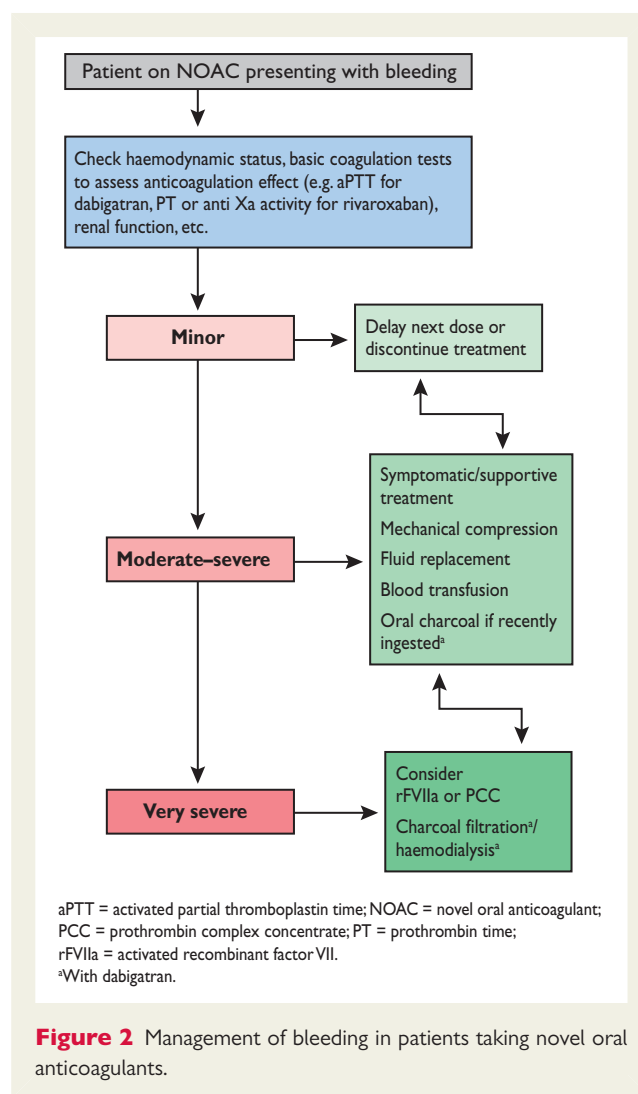 Patient on NOAC presenting with bleeding
Check haemodynamic status, basic coagulation tests
to assess anticoagulation effect (e.g. aPTT for
dabigatran, PT or anti Xa activity for rivaroxaban),
renal function, etc.
Minor
Delay next dose or
discontinue treatment
Moderate–severe
Symptomatic/supportive
treatment
Mechanical compression
Fluid replacement
Blood transfusion
Oral charcoal if recently
ingestedᵃ
Very severe
Consider
rFVIIa or PCC
Charcoal filtrationᵃ/
haemodialysisᵃ
aPTT = activated partial thromboplastin time; NOAC = novel oral anticoagulant;
PCC = prothrombin complex concentrate; PT = prothrombin time;
rFVIIa = activated recombinant factor VII.
ᵃWith dabigatran.
Figure 2 Management of bleeding in patients taking novel oral
anticoagulants.